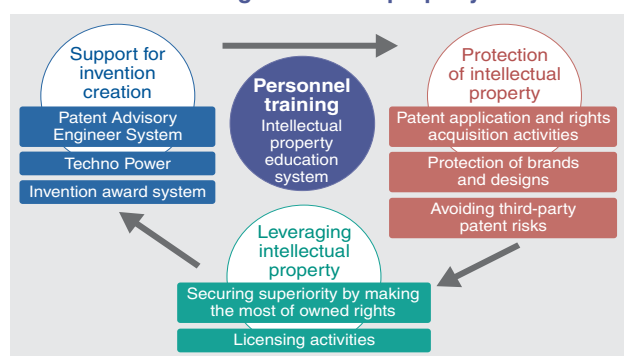 Support for
invention
creation
Patent Advisory
Engineer System
Techno Power
Invention award system
Personnel
training
Intellectual
property
education
system
Protection
of intellectual
property
Patent application and rights
acquisition activities
Protection of brands
and designs
Avoiding third-party
patent risks
Leveraging
intellectual
property
Securing superiority by making
the most of owned rights
Licensing activities